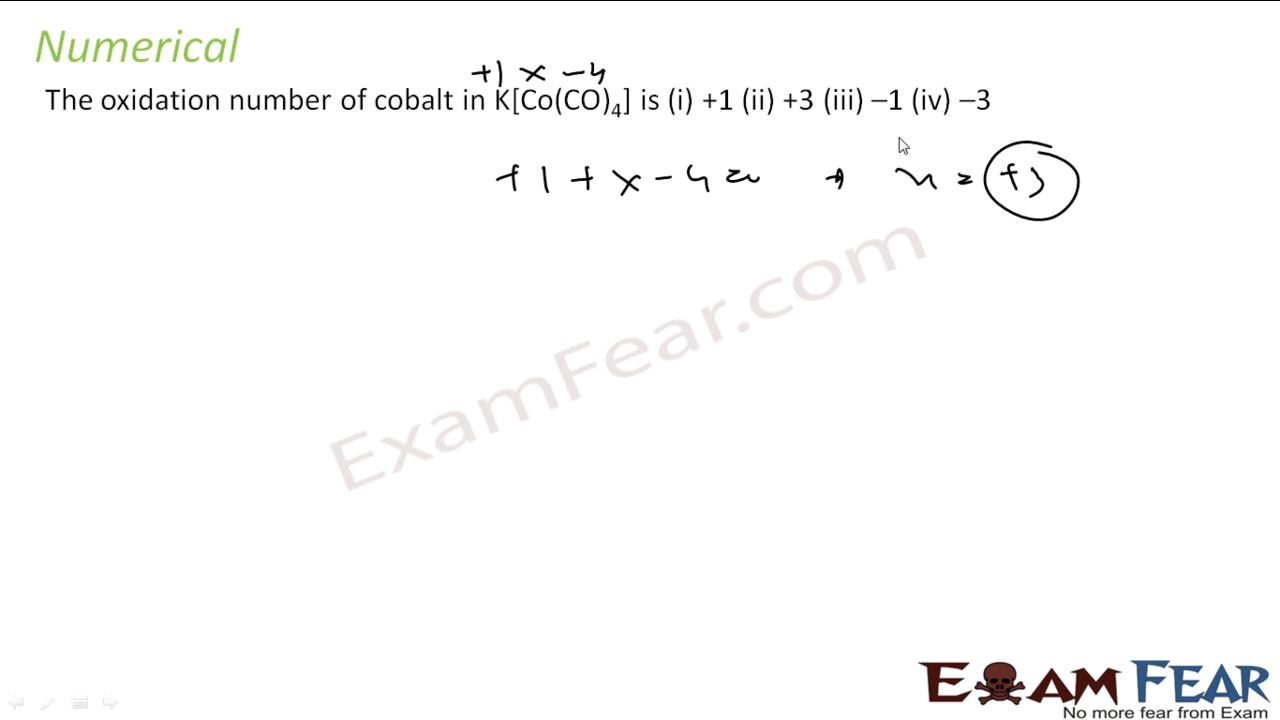 Numerical
+1 x -4
The oxidation number of cobalt in K[Co(CO)₄] is (i) +1 (ii) +3 (iii) –1 (iv) –3
+1 + x - 4 = x = +3
ExamFear.com
EXAM FEAR
No more fear from Exam